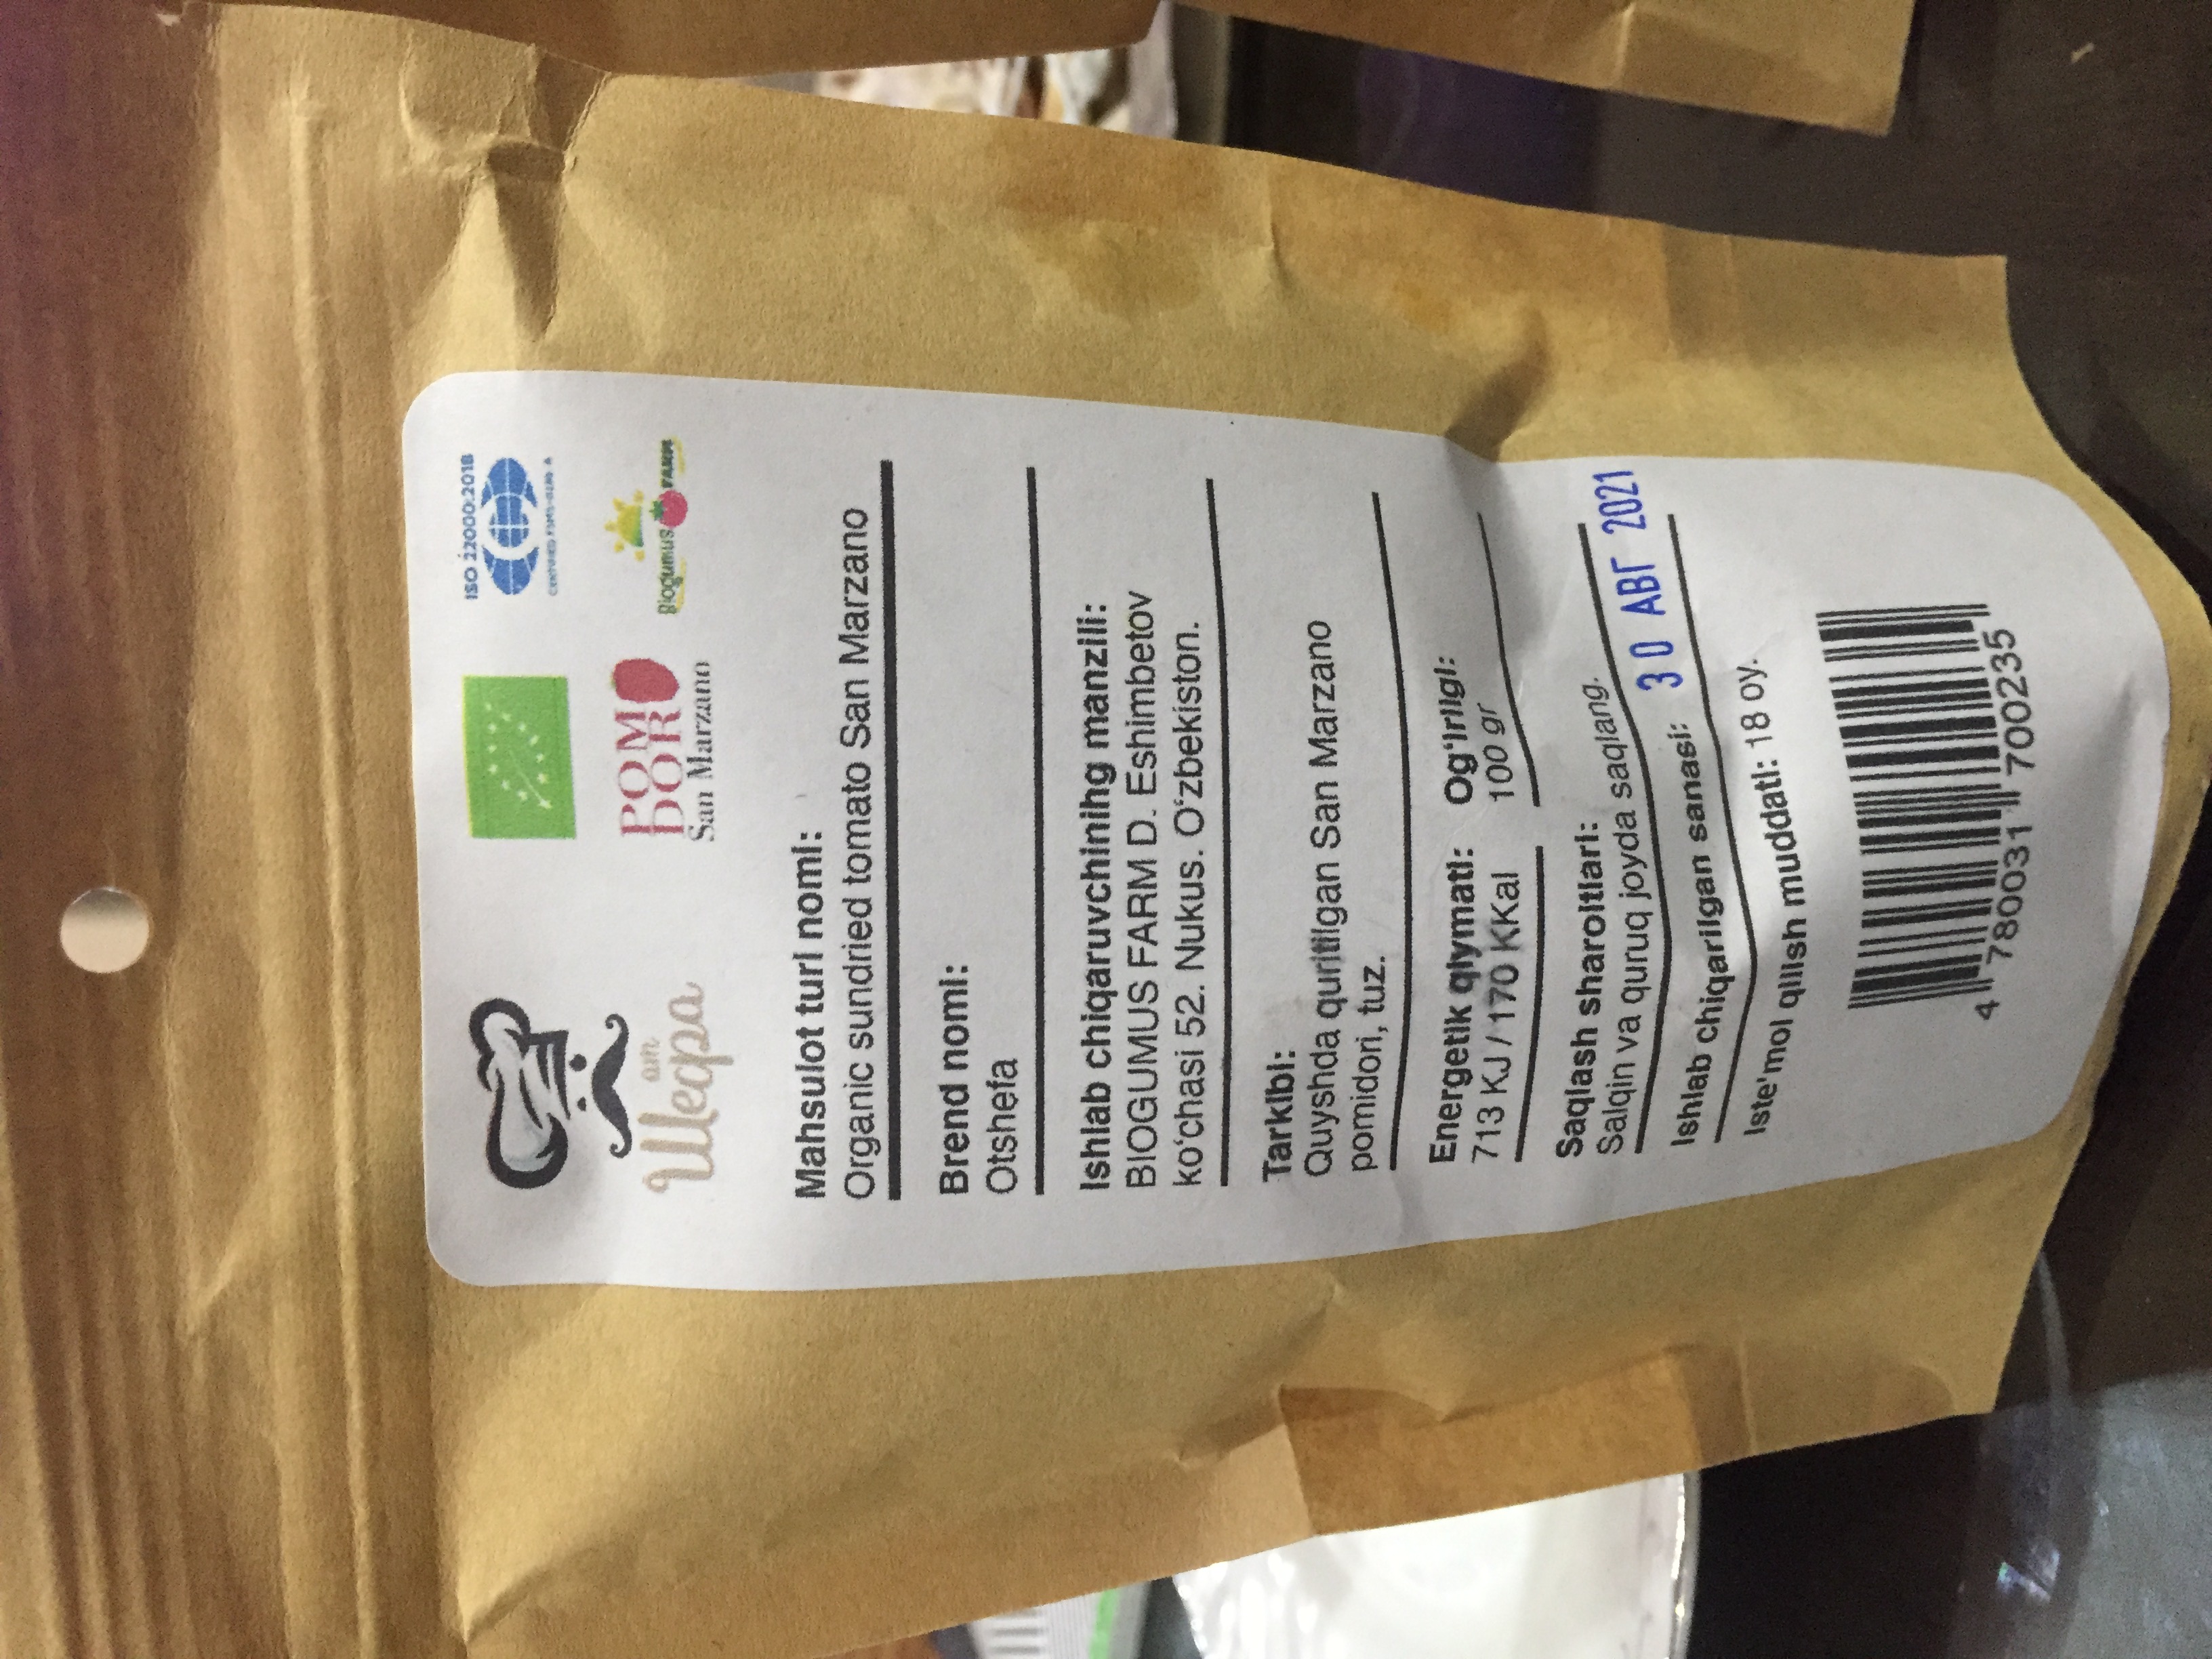 ISO 22000:2018
от
Шефа
POM
DOR
San Marzano
Biogumus FARM
Mahsulot turi nomi:
Organic sundried tomato San Marzano
Brend nomi:
Otshefa
Ishlab chiqaruvchinihg manzili:
BIOGUMUS FARM D. Eshimbetov
ko'chasi 52. Nukus. O'zbekiston.
Tarkibi:
Quyshda quritilgan San Marzano
pomidori, tuz.
Energetik qiymati: Og'irligi:
713 KJ / 170 KKal 100 gr
Saqlash sharoitlari:
Salqin va quruq joyda saqlang.
Ishlab chiqarilgan sanasi: 30 АВГ 2021
Iste'mol qilish muddati: 18 oy.
4 780031 700235